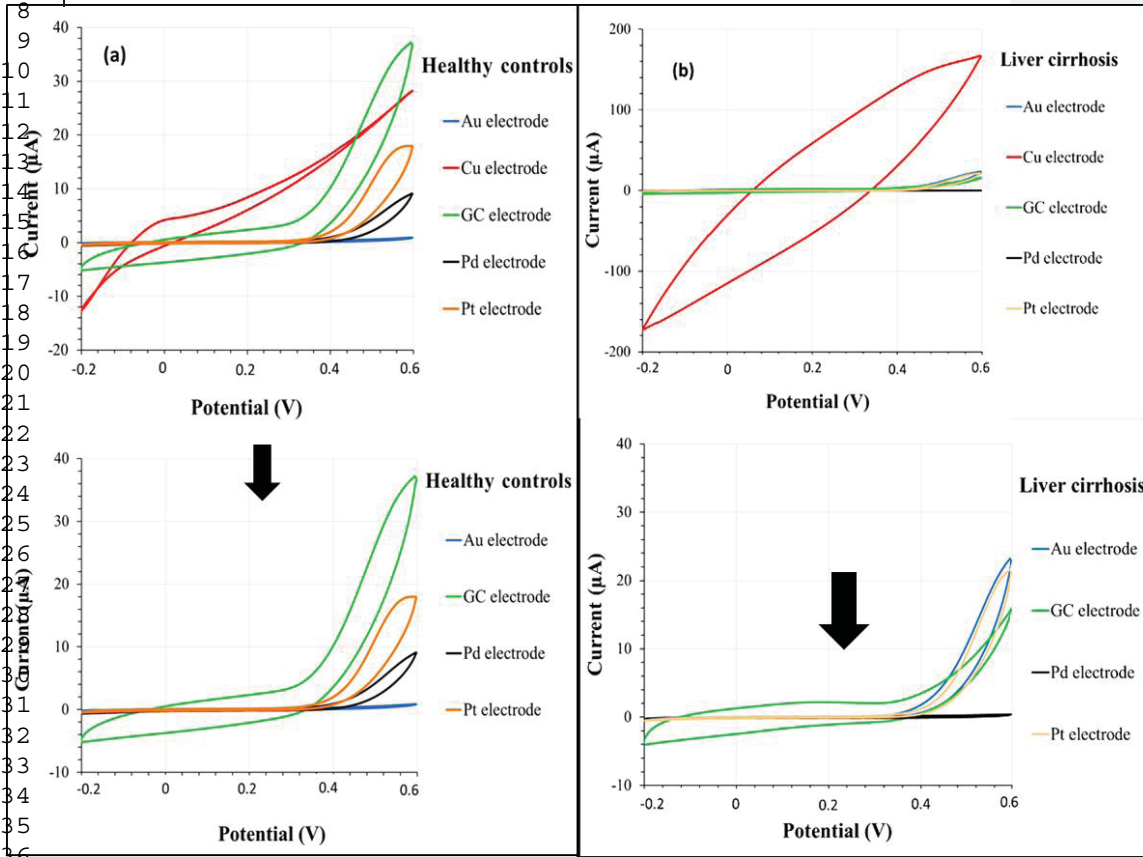 8
9
10
11
12
13
14
15
16
17
18
19
20
21
22
23
24
25
26
27
28
29
30
31
32
33
34
35
36
(a)
Healthy controls
Current (µA)
40
30
20
10
0
-10
-20
-0.2
0
0.2
0.4
0.6
Potential (V)
Au electrode
Cu electrode
GC electrode
Pd electrode
Pt electrode
(b)
Liver cirrhosis
Current (µA)
200
100
0
-100
-200
-0.2
0
0.2
0.4
0.6
Potential (V)
Au electrode
Cu electrode
GC electrode
Pd electrode
Pt electrode
Healthy controls
Current (µA)
40
30
20
10
0
-10
-0.2
0
0.2
0.4
0.6
Potential (V)
Au electrode
GC electrode
Pd electrode
Pt electrode
Liver cirrhosis
Current (µA)
40
30
20
10
0
-10
-0.2
0
0.2
0.4
0.6
Potential (V)
Au electrode
GC electrode
Pd electrode
Pt electrode